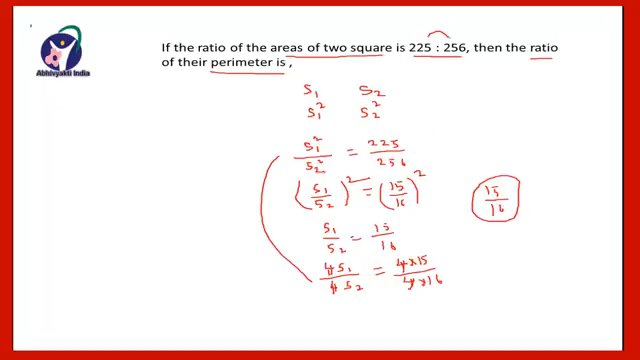 Abhivyakti India
If the ratio of the areas of two square is 225 : 256, then the ratio
of their perimeter is ,
S₁ S₂
S₁² S₂²
S₁²/S₂² = 225/256
(S₁/S₂)² = (15/16)²
15/16
S₁/S₂ = 15/16
4S₁/4S₂ = 4×15/4×16